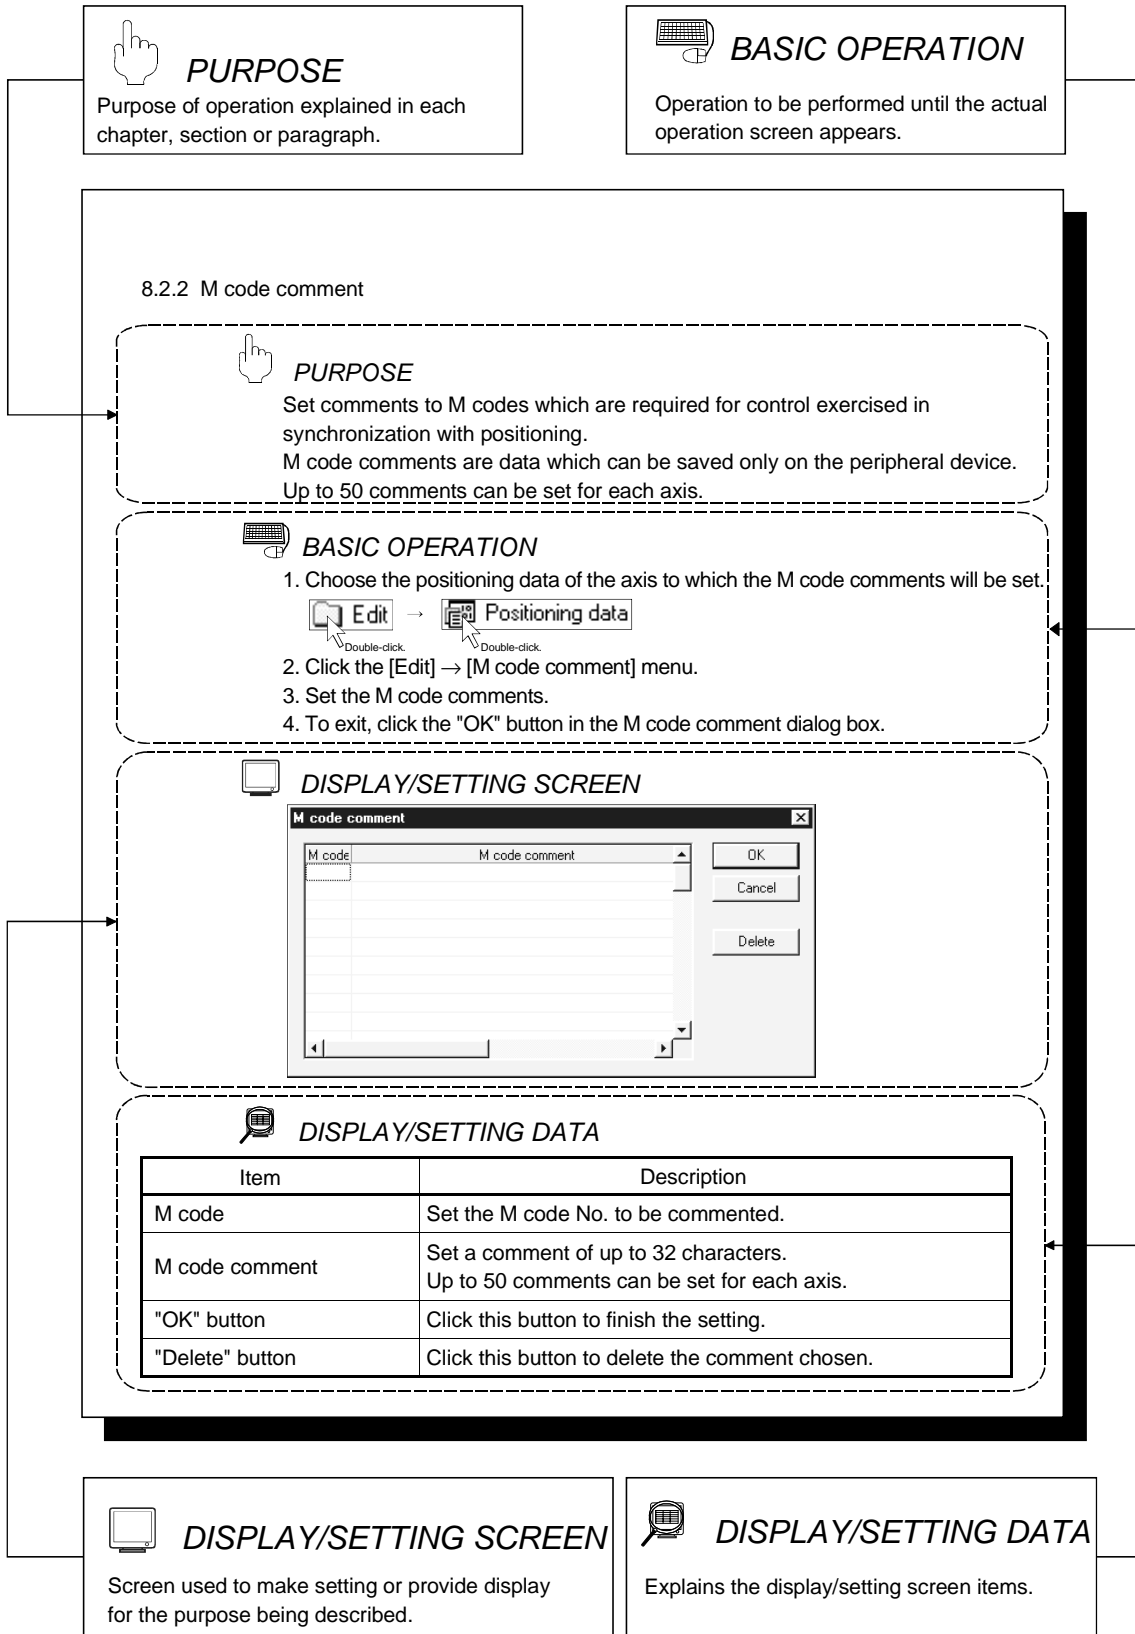 PURPOSE
Purpose of operation explained in each
chapter, section or paragraph.
BASIC OPERATION
Operation to be performed until the actual
operation screen appears.
8.2.2 M code comment
PURPOSE
Set comments to M codes which are required for control exercised in
synchronization with positioning.
M code comments are data which can be saved only on the peripheral device.
Up to 50 comments can be set for each axis.
BASIC OPERATION
1. Choose the positioning data of the axis to which the M code comments will be set.
Edit → Positioning data
Double-click. Double-click.
2. Click the [Edit] → [M code comment] menu.
3. Set the M code comments.
4. To exit, click the "OK" button in the M code comment dialog box.
DISPLAY/SETTING SCREEN
M code comment
M code M code comment
OK
Cancel
Delete
DISPLAY/SETTING DATA
Item Description
M code Set the M code No. to be commented.
M code comment Set a comment of up to 32 characters.
Up to 50 comments can be set for each axis.
"OK" button Click this button to finish the setting.
"Delete" button Click this button to delete the comment chosen.
DISPLAY/SETTING SCREEN
Screen used to make setting or provide display
for the purpose being described.
DISPLAY/SETTING DATA
Explains the display/setting screen items.